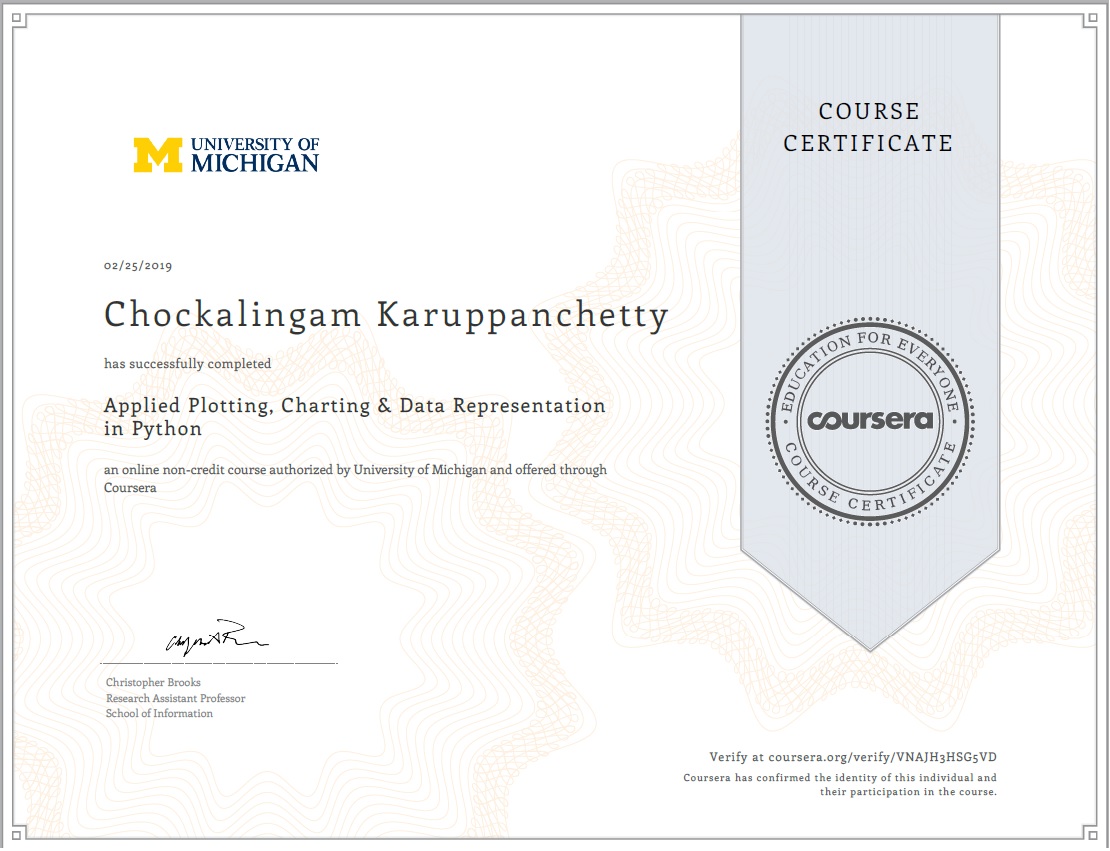 COURSE
CERTIFICATE
UNIVERSITY OF
MICHIGAN
02/25/2019
Chockalingam Karuppanchetty
has successfully completed
Applied Plotting, Charting & Data Representation
in Python
an online non-credit course authorized by University of Michigan and offered through
Coursera
EDUCATION FOR EVERYONE
coursera
COURSE CERTIFICATE
Christopher Brooks
Research Assistant Professor
School of Information
Verify at coursera.org/verify/VNAJH3HSG5VD
Coursera has confirmed the identity of this individual and
their participation in the course.